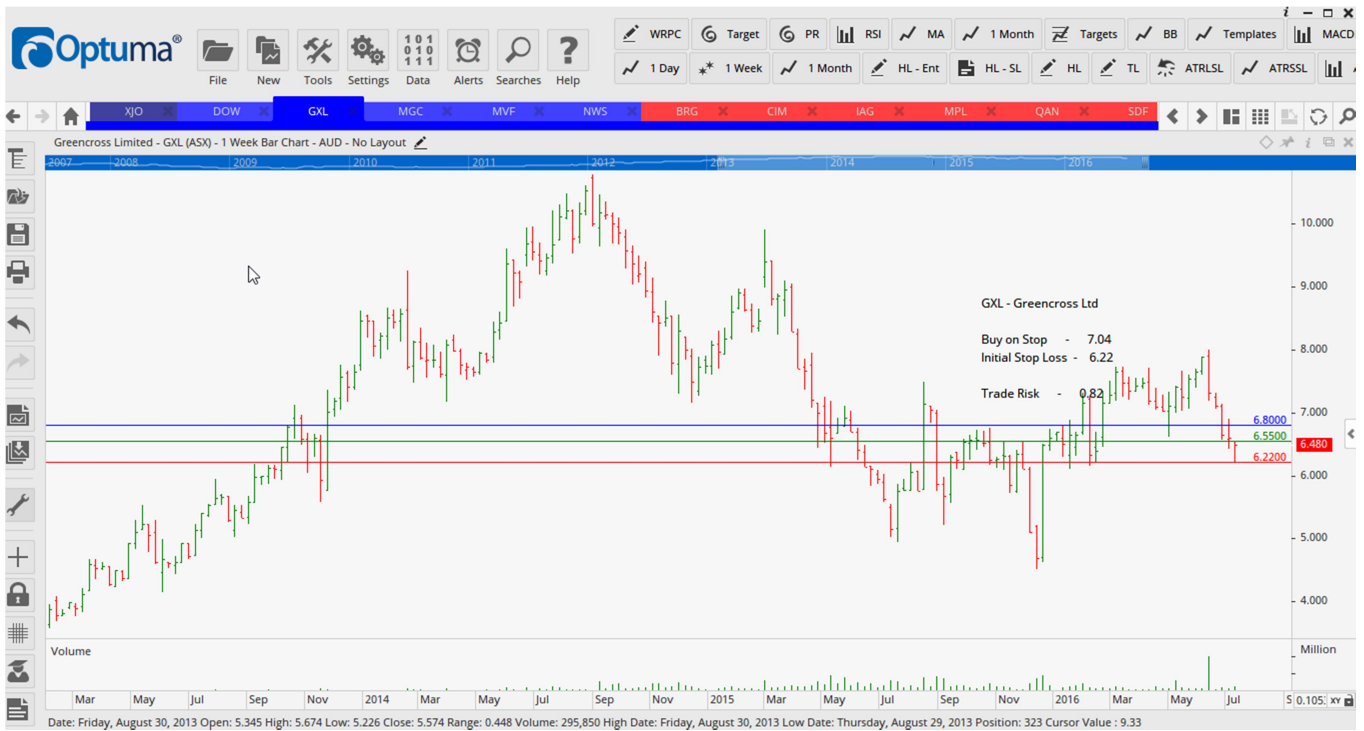 Optuma®
File New Tools Settings Data Alerts Searches Help
WRPC Target PR RSI MA 1 Month Targets BB Templates MACD
1 Day 1 Week 1 Month HL - Ent HL - SL HL TL ATRLSL ATRSSL
XJO DOW GXL MGC MVF NWS BRG CIM IAG MPL QAN SDF
Greencross Limited - GXL (ASX) - 1 Week Bar Chart - AUD - No Layout
2007 2008 2009 2010 2011 2012 2013 2014 2015 2016
10.000
9.000
GXL - Greencross Ltd
Buy on Stop - 7.04
8.000
Initial Stop Loss - 6.22
Trade Risk - 0.82
7.000
6.8000
6.5500
6.480
6.2200
6.000
5.000
4.000
Volume
Million
Mar May Jul Sep Nov 2014 Mar May Jul Sep Nov 2015 Mar May Jul Sep Nov 2016 Mar May Jul S 0.105 XY
Date: Friday, August 30, 2013 Open: 5.345 High: 5.674 Low: 5.226 Close: 5.574 Range: 0.448 Volume: 295,850 High Date: Friday, August 30, 2013 Low Date: Thursday, August 29, 2013 Position: 323 Cursor Value : 9.33